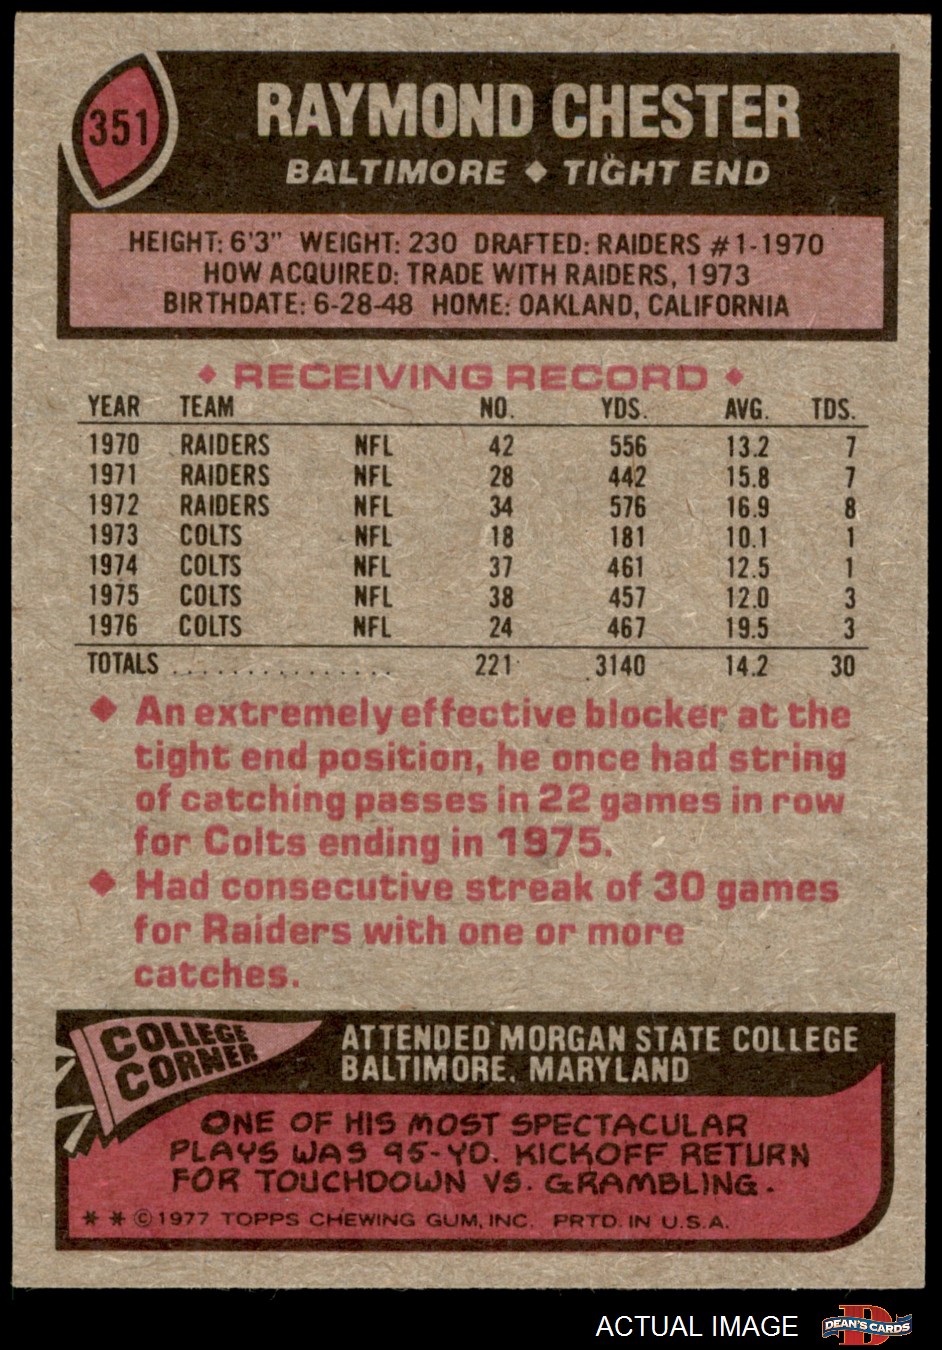 351
RAYMOND CHESTER
BALTIMORE ◆ TIGHT END
HEIGHT: 6'3" WEIGHT: 230 DRAFTED: RAIDERS #1-1970
HOW ACQUIRED: TRADE WITH RAIDERS, 1973
BIRTHDATE: 6-28-48 HOME: OAKLAND, CALIFORNIA
◆ RECEIVING RECORD ◆
YEAR TEAM NO. YDS. AVG. TDS.
1970 RAIDERS NFL 42 556 13.2 7
1971 RAIDERS NFL 28 442 15.8 7
1972 RAIDERS NFL 34 576 16.9 8
1973 COLTS NFL 18 181 10.1 1
1974 COLTS NFL 37 461 12.5 1
1975 COLTS NFL 38 457 12.0 3
1976 COLTS NFL 24 467 19.5 3
TOTALS . . . . . . . . . . . . . . . 221 3140 14.2 30
◆ An extremely effective blocker at the
tight end position, he once had string
of catching passes in 22 games in row
for Colts ending in 1975.
◆ Had consecutive streak of 30 games
for Raiders with one or more
catches.
COLLEGE
CORNER
ATTENDED MORGAN STATE COLLEGE
BALTIMORE, MARYLAND
ONE OF HIS MOST SPECTACULAR
PLAYS WAS 95-YD. KICKOFF RETURN
FOR TOUCHDOWN VS. GRAMBLING.
* * © 1977 TOPPS CHEWING GUM, INC. PRTD. IN U.S.A.
ACTUAL IMAGE
D
DEAN'S CARDS